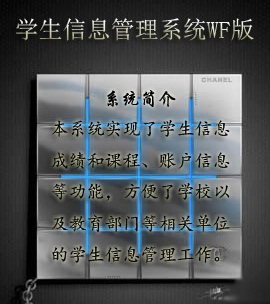 学生信息管理系统WF版
CHANEL
系统简介
本系统实现了学生信息
成绩和课程、账户信息
等功能，方便了学校以
及教育部门等相关单位
的学生信息管理工作。